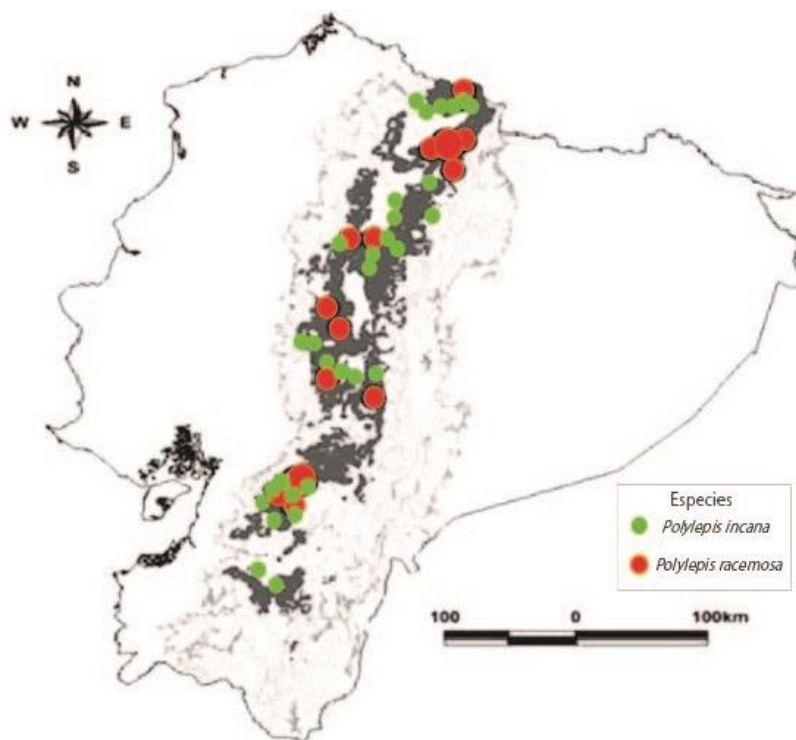 N
W E
S
Especies
Polylepis incana
Polylepis racemosa
100 0 100km